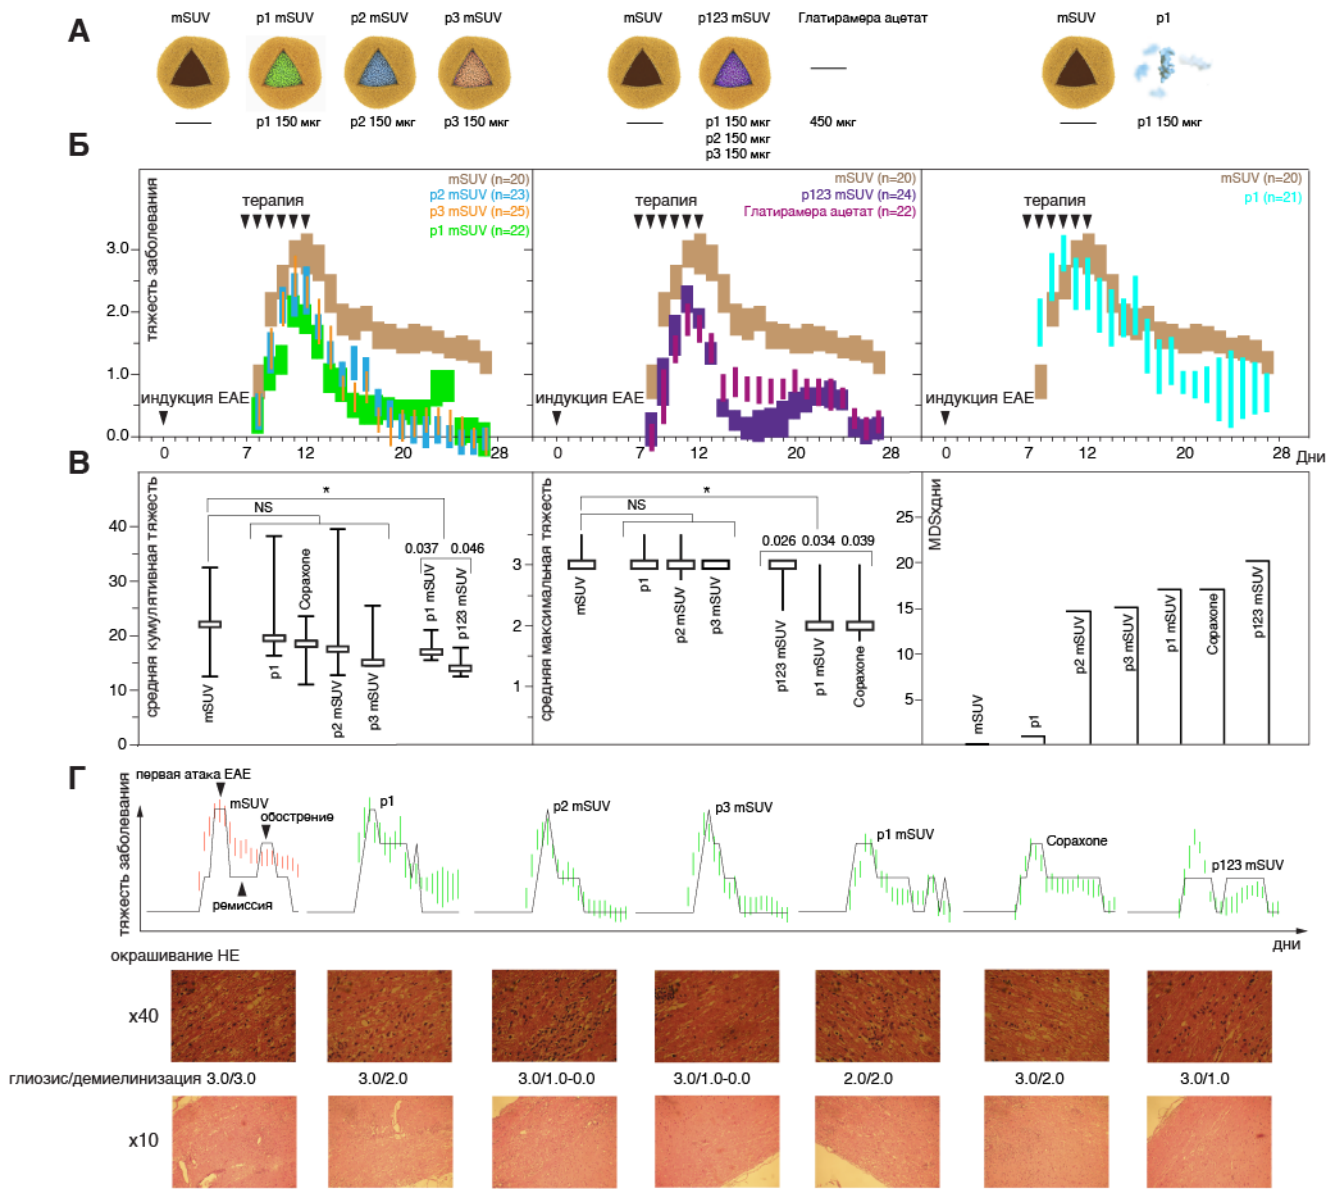 А
mSUV
p1 mSUV
p2 mSUV
p3 mSUV
mSUV
p123 mSUV
Глатирамера ацетат
mSUV
p1
p1 150 мкг
p2 150 мкг
p3 150 мкг
p1 150 мкг
p2 150 мкг
p3 150 мкг
450 мкг
p1 150 мкг
Б
тяжесть заболевания
3.0
2.0
1.0
0.0
mSUV (n=20)
p2 mSUV (n=23)
p3 mSUV (n=25)
p1 mSUV (n=22)
терапия
индукция EAE
0 7 12 20 28
mSUV (n=20)
p123 mSUV (n=24)
Глатирамера ацетат (n=22)
терапия
индукция EAE
0 7 12 20 28
mSUV (n=20)
p1 (n=21)
терапия
индукция EAE
0 7 12 20 28 Дни
В
средняя кумулятивная тяжесть
40
30
20
10
0
*
NS
0.037 0.046
mSUV
p1
Copaxone
p2 mSUV
p3 mSUV
p1 mSUV
p123 mSUV
средняя максимальная тяжесть
3
2
1
*
NS
0.026 0.034 0.039
mSUV
p1
p2 mSUV
p3 mSUV
p123 mSUV
p1 mSUV
Copaxone
MDSxдни
25
20
15
10
5
mSUV
p1
p2 mSUV
p3 mSUV
p1 mSUV
Copaxone
p123 mSUV
Г
тяжесть заболевания
первая атака EAE
mSUV
обострение
ремиссия
p1
p2 mSUV
p3 mSUV
p1 mSUV
Copaxone
p123 mSUV
дни
окрашивание HE
x40
глиозис/демиелинизация 3.0/3.0 3.0/2.0 3.0/1.0-0.0 3.0/1.0-0.0 2.0/2.0 3.0/2.0 3.0/1.0
x10